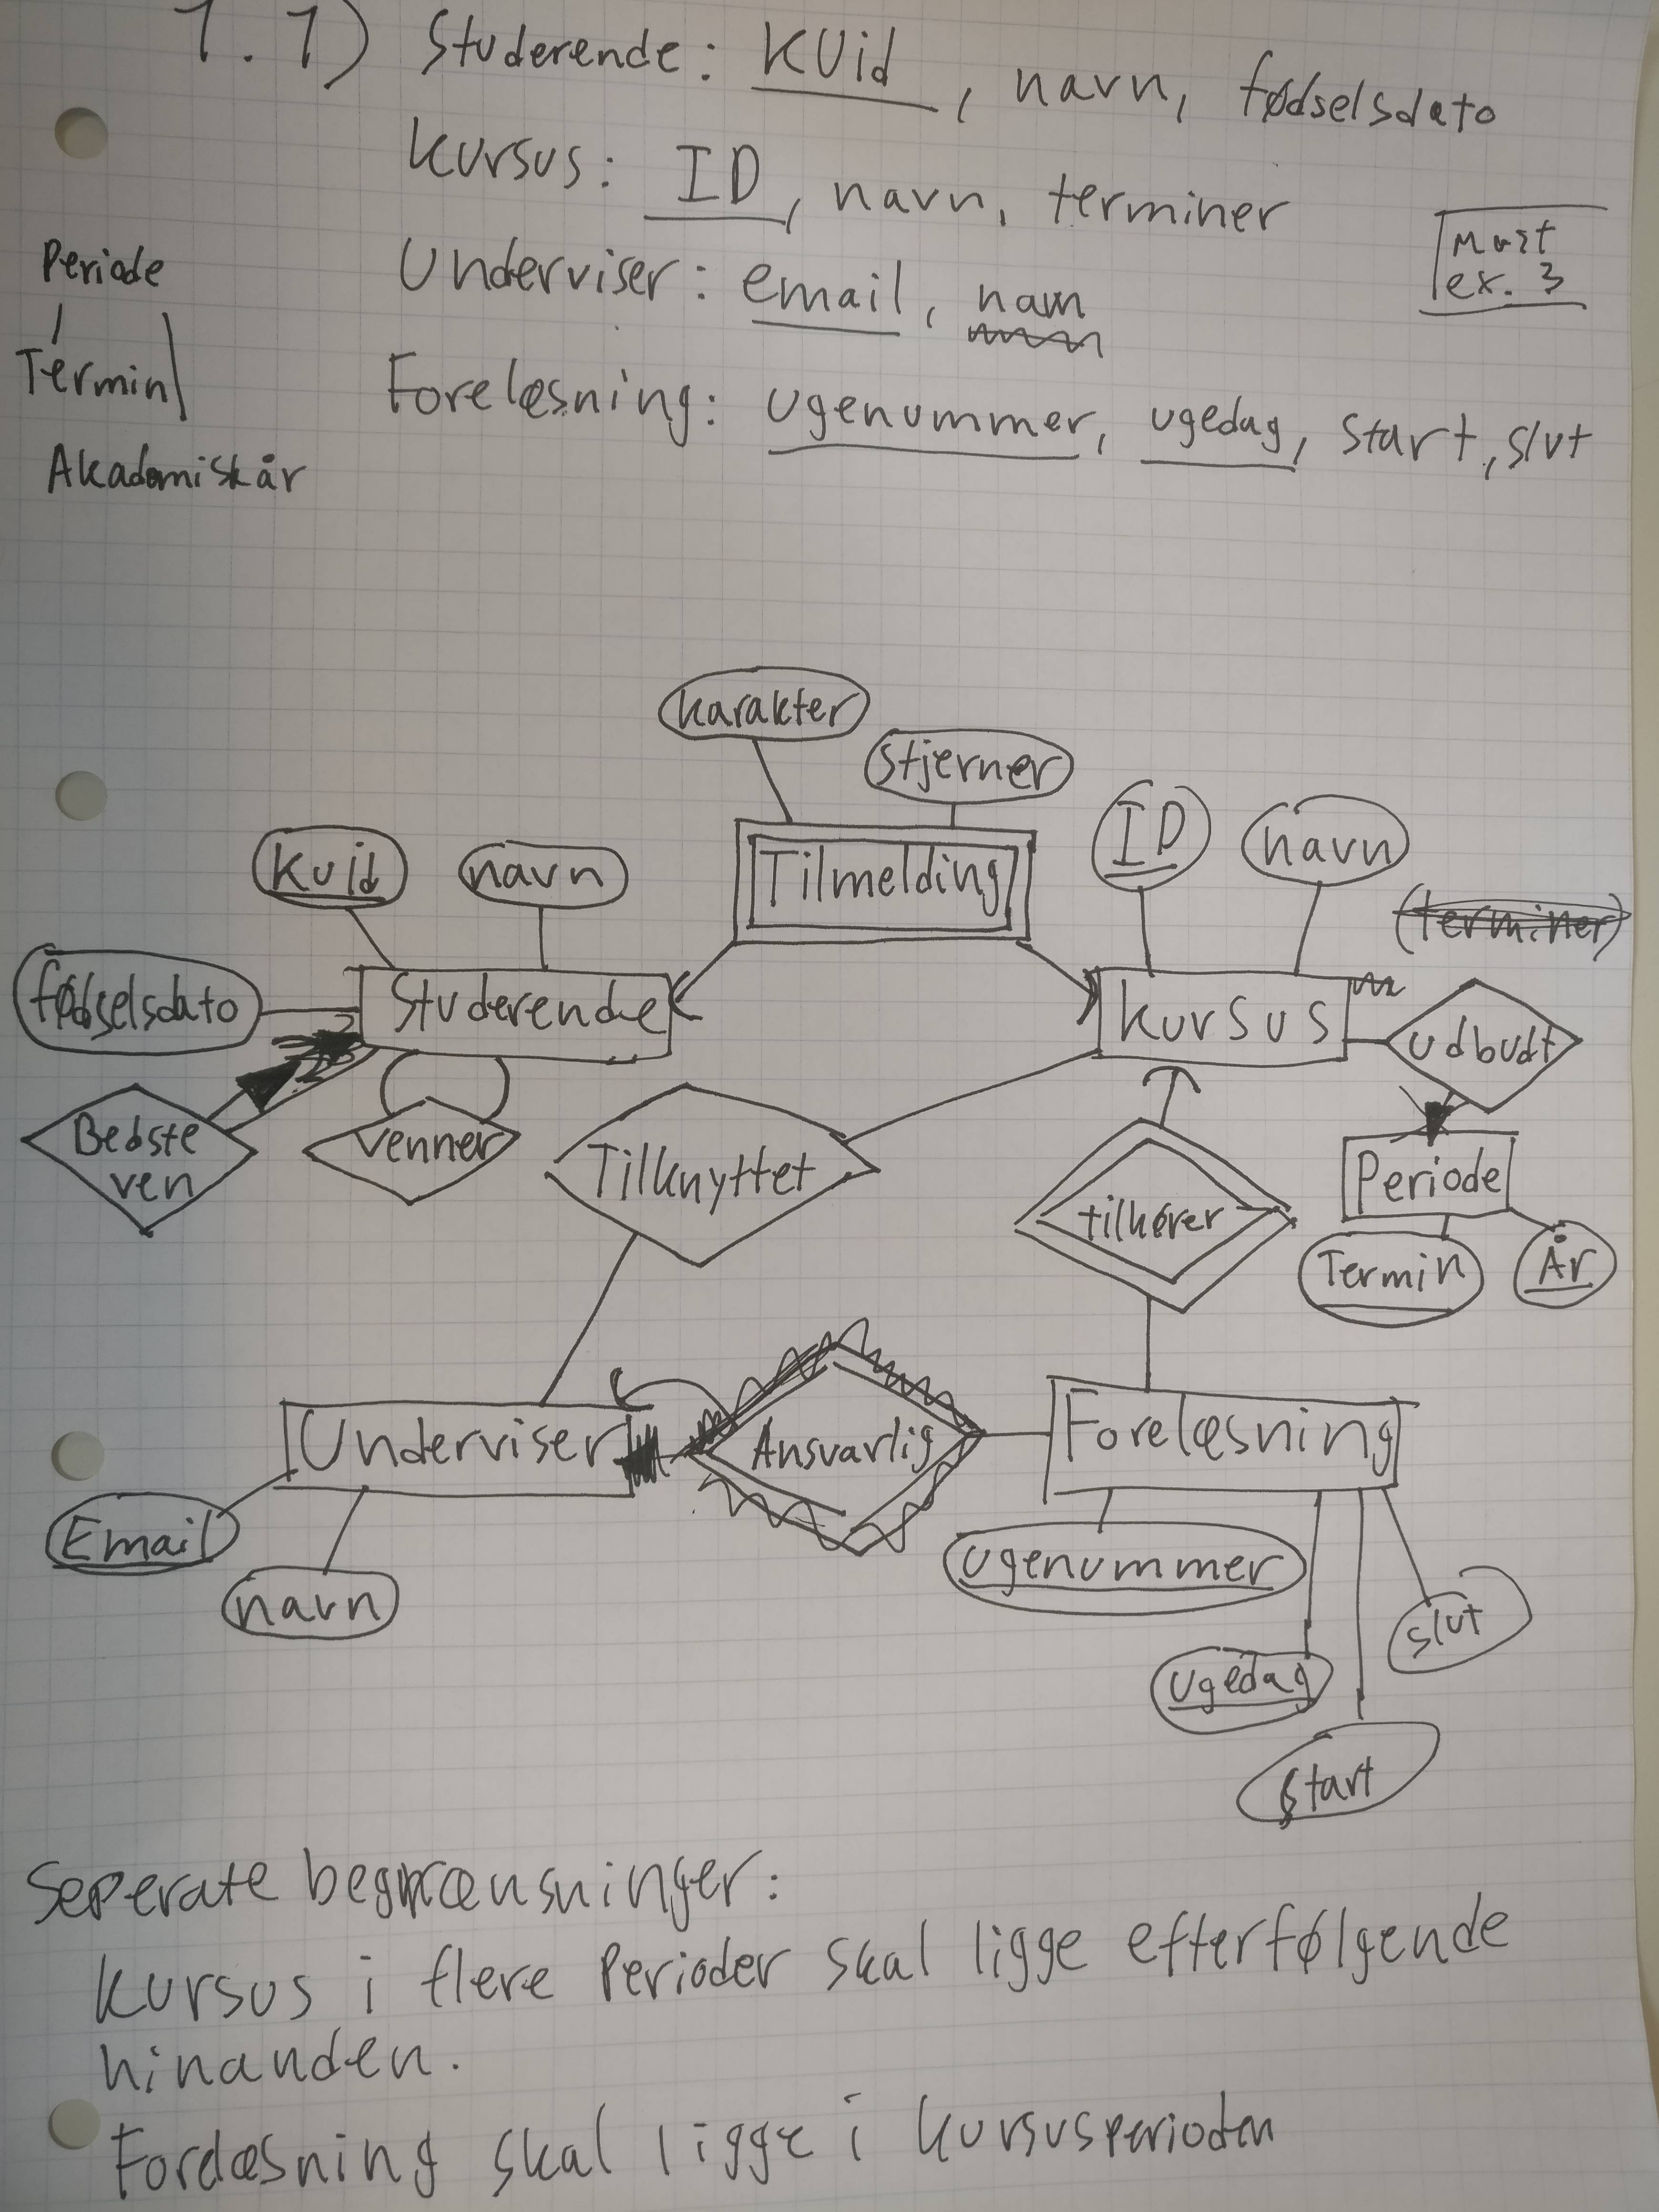 1.1) Studerende: KUid, navn, fødselsdato
Kursus: ID, navn, terminer
Must
ex. 3
Periode
Underviser: email, navn
Termin
Forelæsning: ugenummer, ugedag, start, slut
Akademisk år
karakter
stjerner
Tilmelding
ID
navn
kuid
navn
(terminer)
fødselsdato
Studerende
Kursus
udbudt
Bedste
ven
venner
Tilknyttet
tilhører
Periode
Termin
År
Underviser
Ansvarlig
Forelæsning
Email
navn
ugenummer
ugedag
slut
start
Seperate begrænsninger:
Kursus i flere Perioder skal ligge efterfølgende
hinanden.
Forelæsning skal ligge i kursusperioden